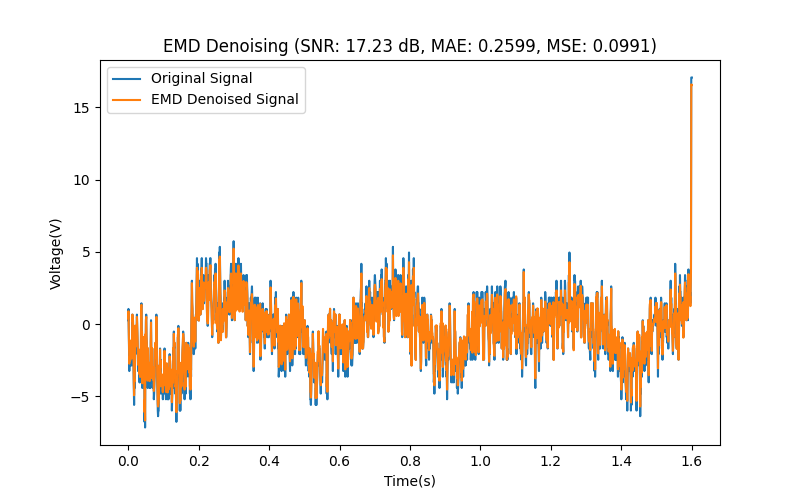 EMD Denoising (SNR: 17.23 dB, MAE: 0.2599, MSE: 0.0991)
Original Signal
EMD Denoised Signal
15
10
5
0
−5
Voltage(V)
0.0 0.2 0.4 0.6 0.8 1.0 1.2 1.4 1.6
Time(s)